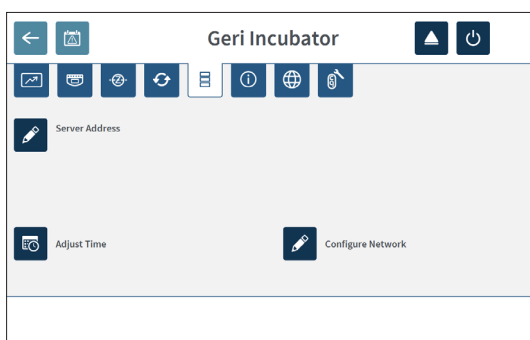 Geri Incubator
Server Address
Adjust Time
Configure Network